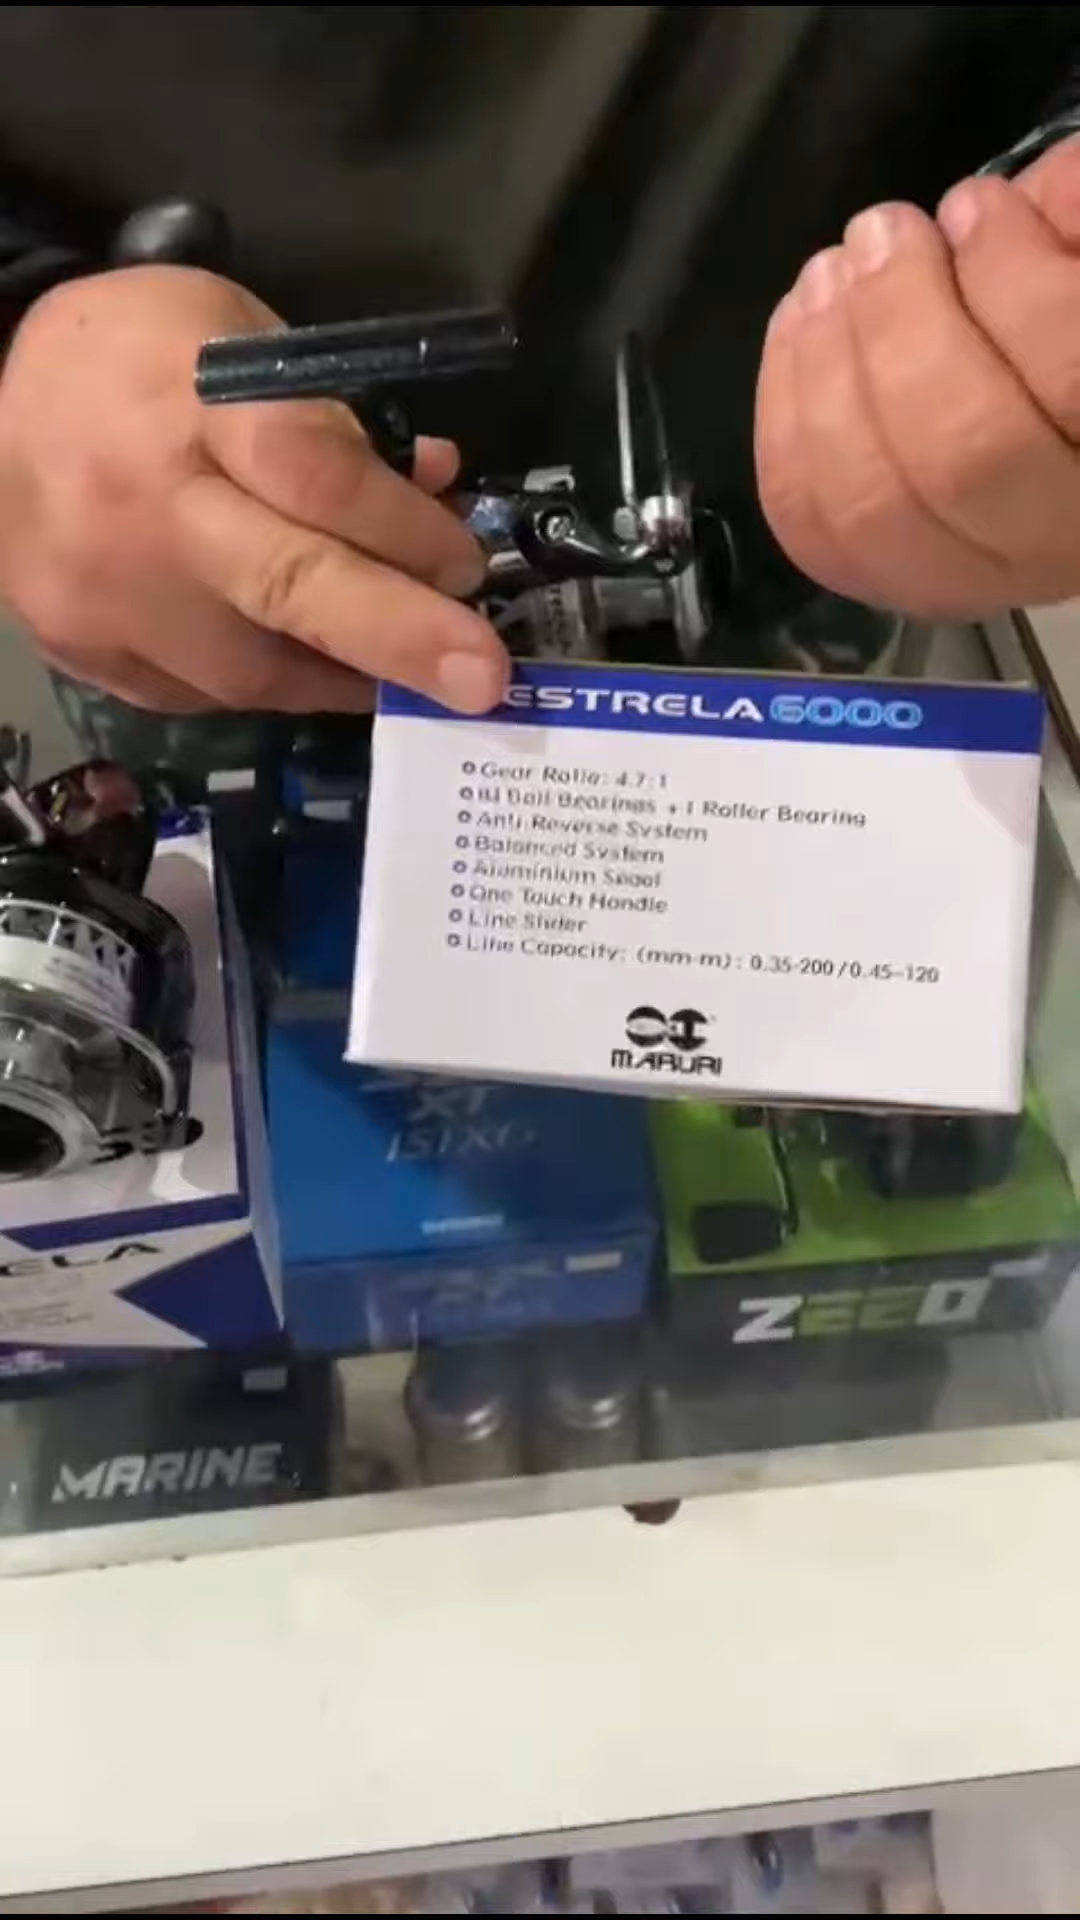 ESTRELA 6000
Gear Ratio: 4.7:1
Ball Bearings + 1 Roller Bearing
Anti-Reverse System
Balanced System
Aluminium Spool
One Touch Handle
Line Slider
Line Capacity: (mm-m): 0.35-200/0.45-120
MARURI
XT
151XG
ELA
ZEED
MARINE